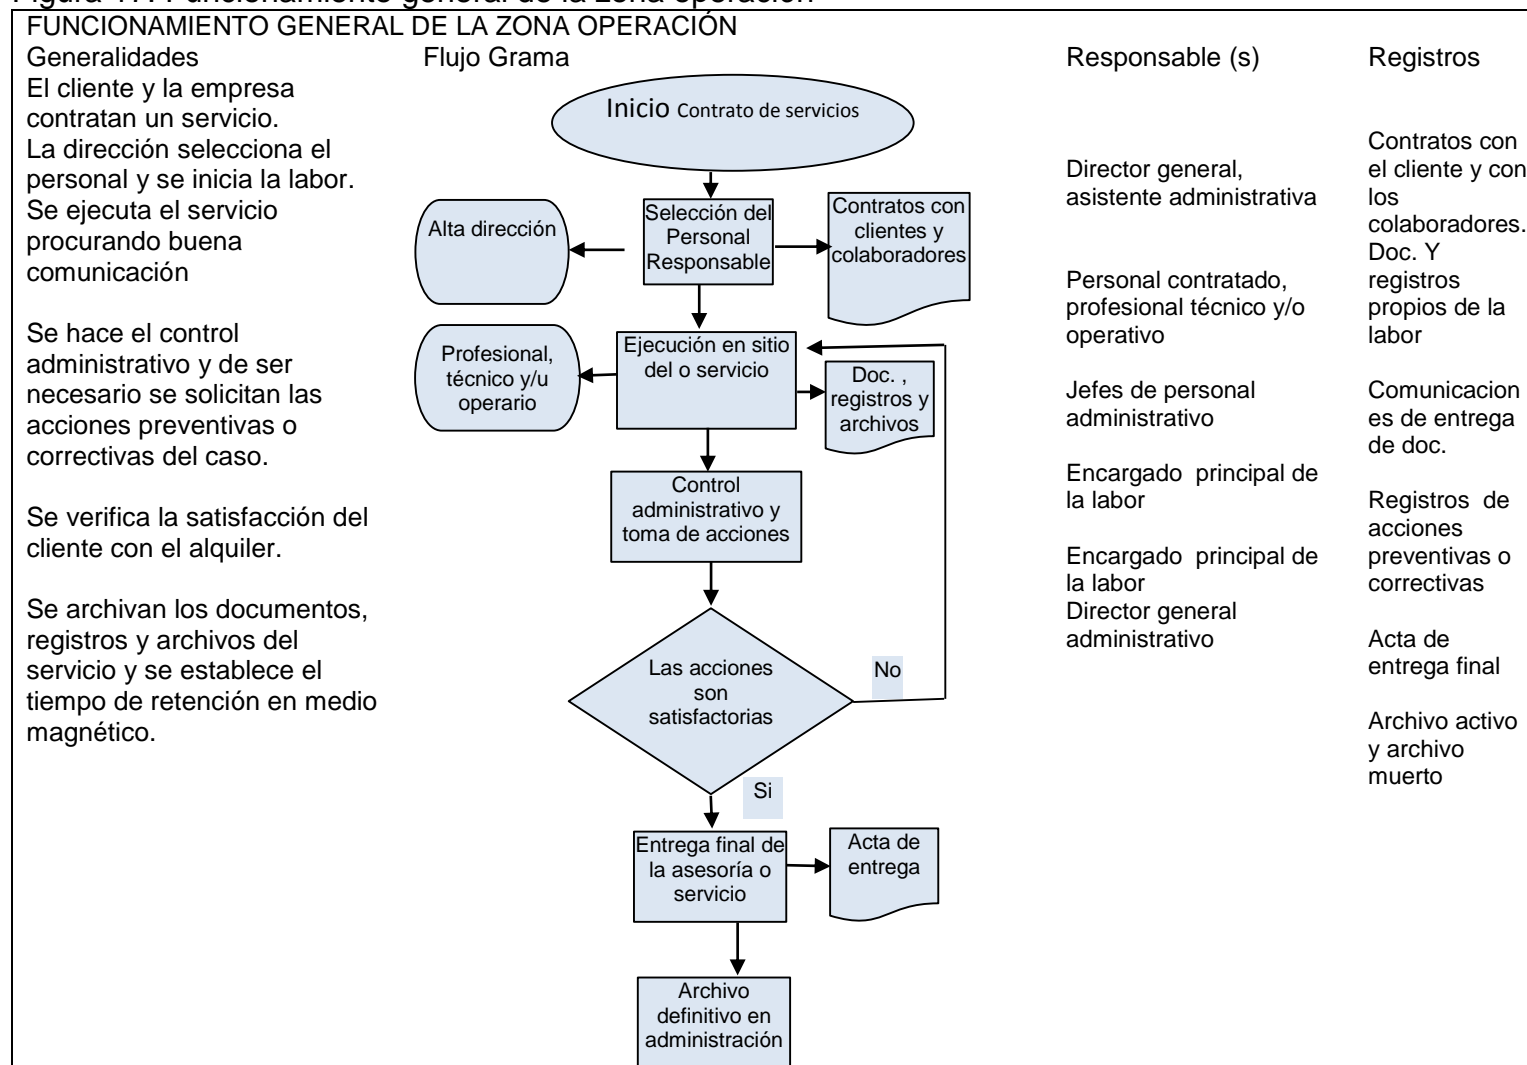 Figura 17. Funcionamiento general de la zona operación
FUNCIONAMIENTO GENERAL DE LA ZONA OPERACIÓN
Generalidades
El cliente y la empresa
contratan un servicio.
La dirección selecciona el
personal y se inicia la labor.
Se ejecuta el servicio
procurando buena
comunicación
Se hace el control
administrativo y de ser
necesario se solicitan las
acciones preventivas o
correctivas del caso.
Se verifica la satisfacción del
cliente con el alquiler.
Se archivan los documentos,
registros y archivos del
servicio y se establece el
tiempo de retención en medio
magnético.
Flujo Grama
Inicio Contrato de servicios
Alta dirección
Selección del
Personal
Responsable
Contratos con
clientes y
colaboradores
Profesional,
técnico y/u
operario
Ejecución en sitio
del o servicio
Doc. ,
registros y
archivos
Control
administrativo y
toma de acciones
Las acciones
son
satisfactorias
No
Si
Entrega final de
la asesoría o
servicio
Acta de
entrega
Archivo
definitivo en
administración
Responsable (s)
Director general,
asistente administrativa
Personal contratado,
profesional técnico y/o
operativo
Jefes de personal
administrativo
Encargado principal de
la labor
Encargado principal de
la labor
Director general
administrativo
Registros
Contratos con
el cliente y con
los
colaboradores.
Doc. Y
registros
propios de la
labor
Comunicacion
es de entrega
de doc.
Registros de
acciones
preventivas o
correctivas
Acta de
entrega final
Archivo activo
y archivo
muerto